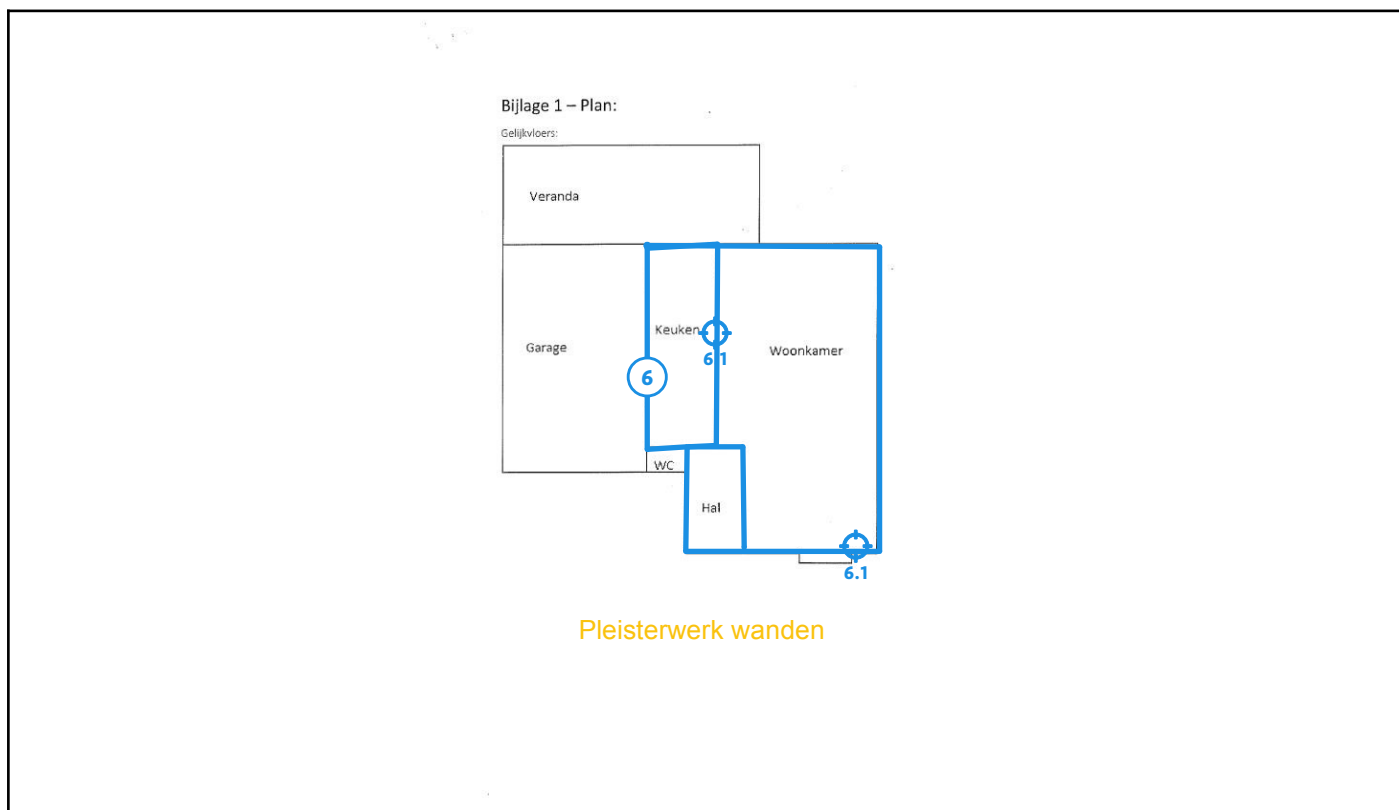 Bijlage 1 – Plan:
Gelijkvloers:
Veranda
Keuken
6.1
Garage
Woonkamer
6
WC
Hal
6.1
Pleisterwerk wanden